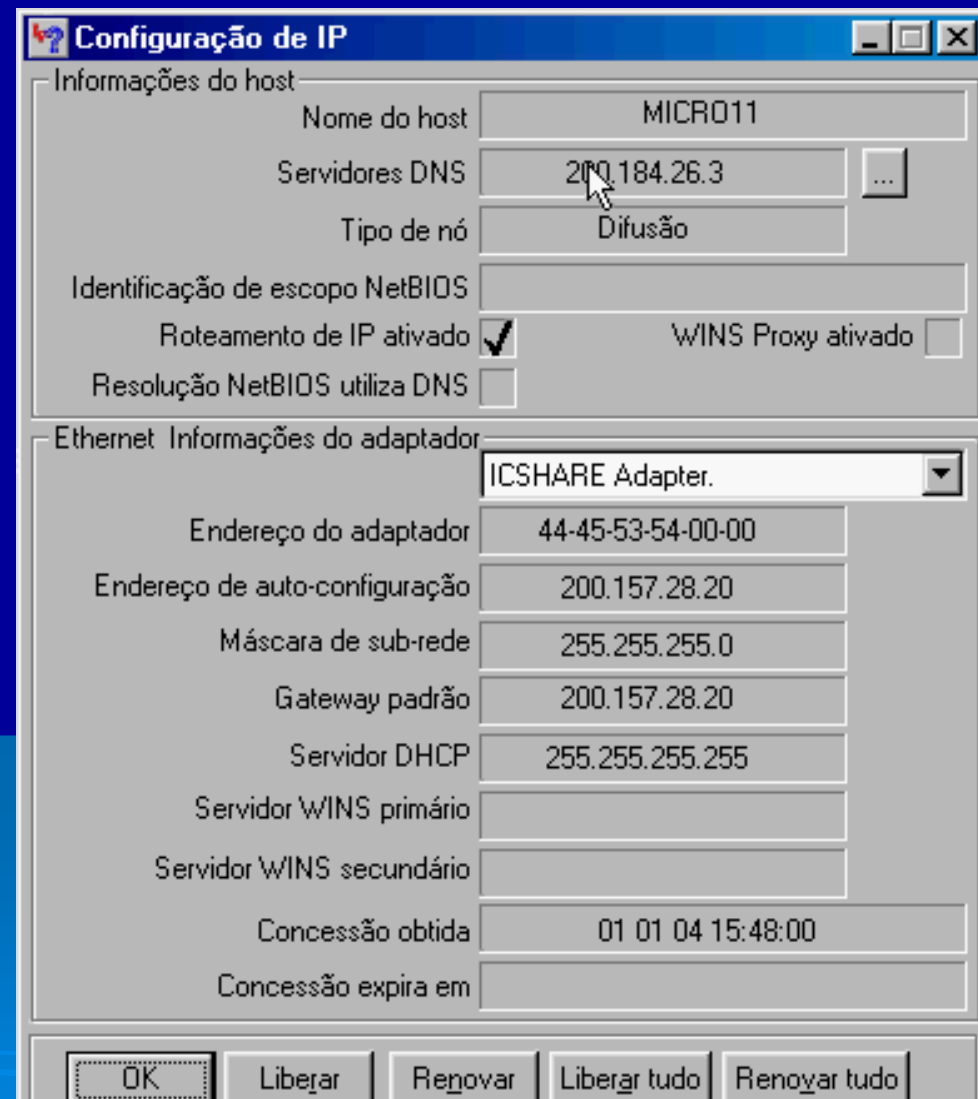 Configuração de IP
Informações do host
Nome do host MICRO11
Servidores DNS 200.184.26.3 ...
Tipo de nó Difusão
Identificação de escopo NetBIOS
Roteamento de IP ativado WINS Proxy ativado
Resolução NetBIOS utiliza DNS
Ethernet Informações do adaptador
ICSHARE Adapter.
Endereço do adaptador 44-45-53-54-00-00
Endereço de auto-configuração 200.157.28.20
Máscara de sub-rede 255.255.255.0
Gateway padrão 200.157.28.20
Servidor DHCP 255.255.255.255
Servidor WINS primário
Servidor WINS secundário
Concessão obtida 01 01 04 15:48:00
Concessão expira em
OK Liberar Renovar Liberar tudo Renovar tudo